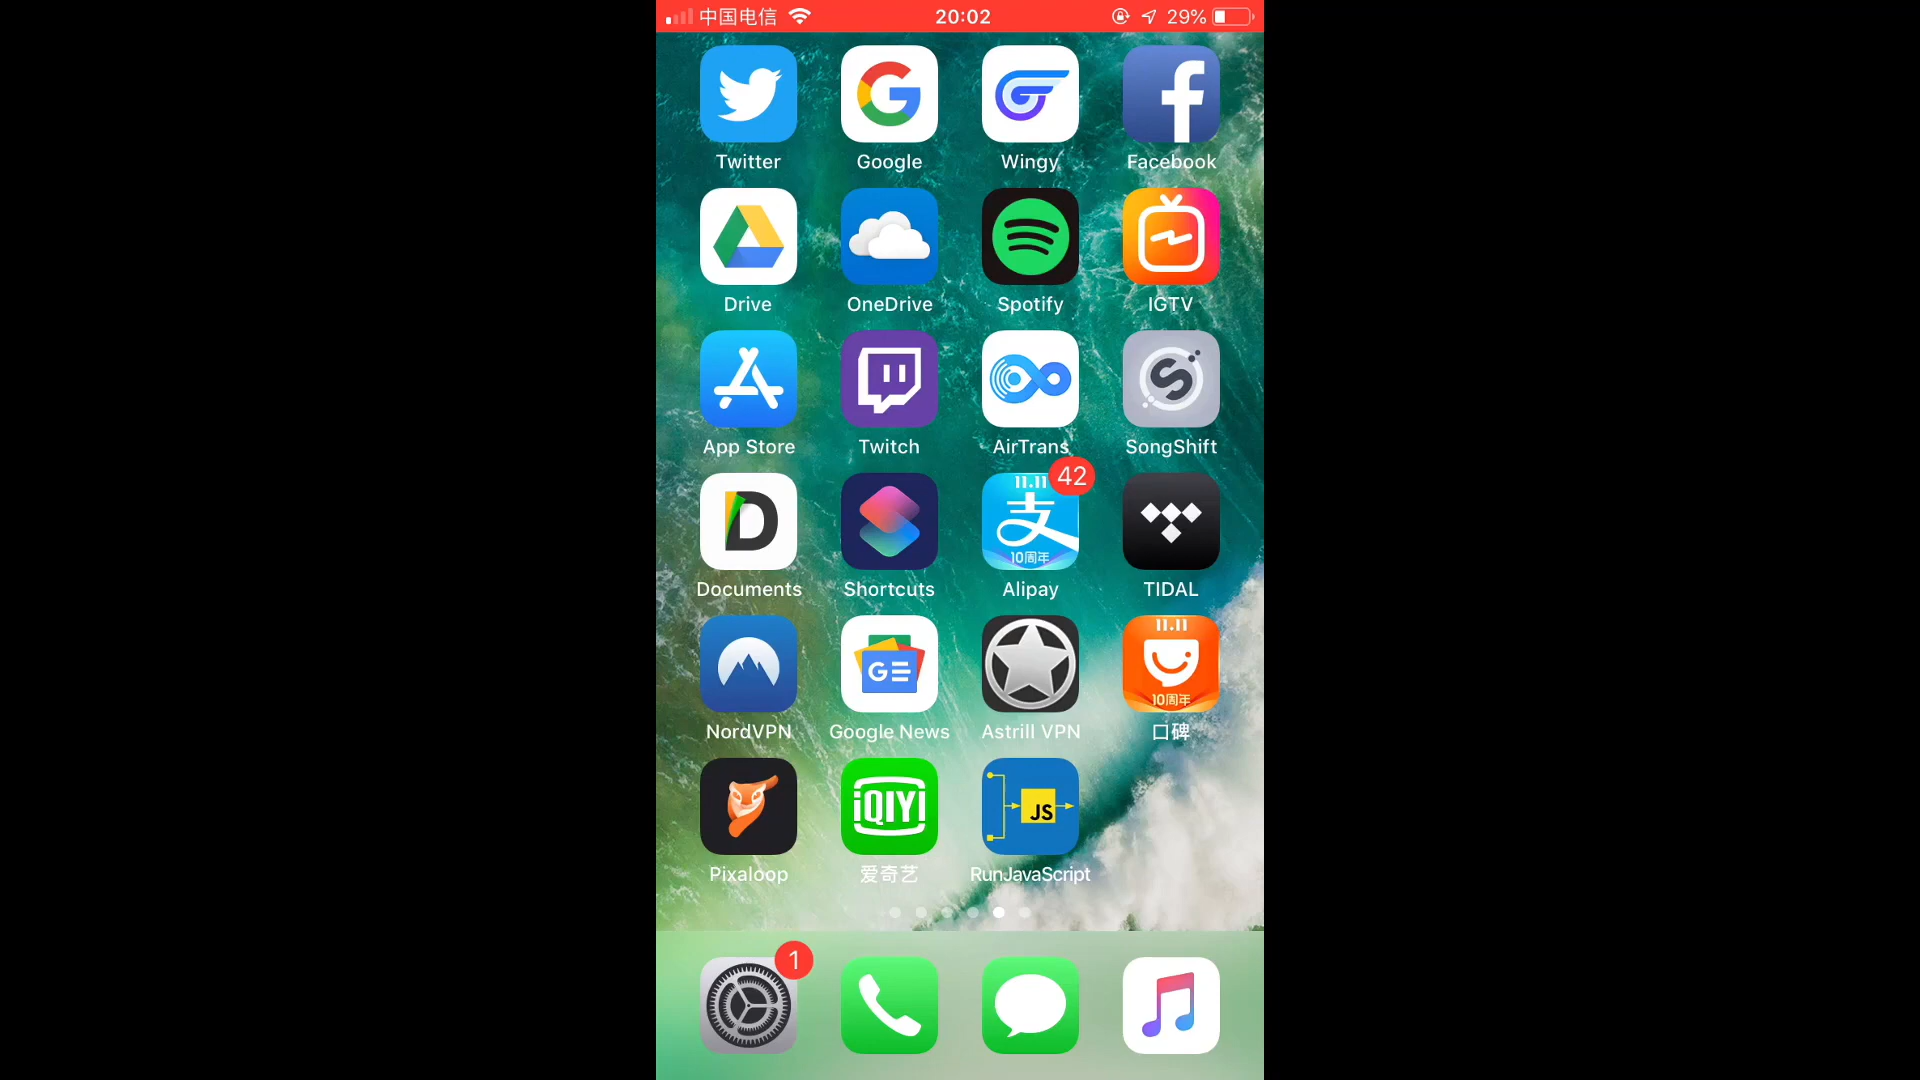 中国电信 20:02 29%
Twitter Google Wingy Facebook
Drive OneDrive Spotify IGTV
App Store Twitch AirTrans SongShift
11.11 42
支
10周年
Documents Shortcuts Alipay TIDAL
11.11
10周年
NordVPN Google News Astrill VPN 口碑
iQIYI JS
Pixaloop 爱奇艺 RunJavaScript
1